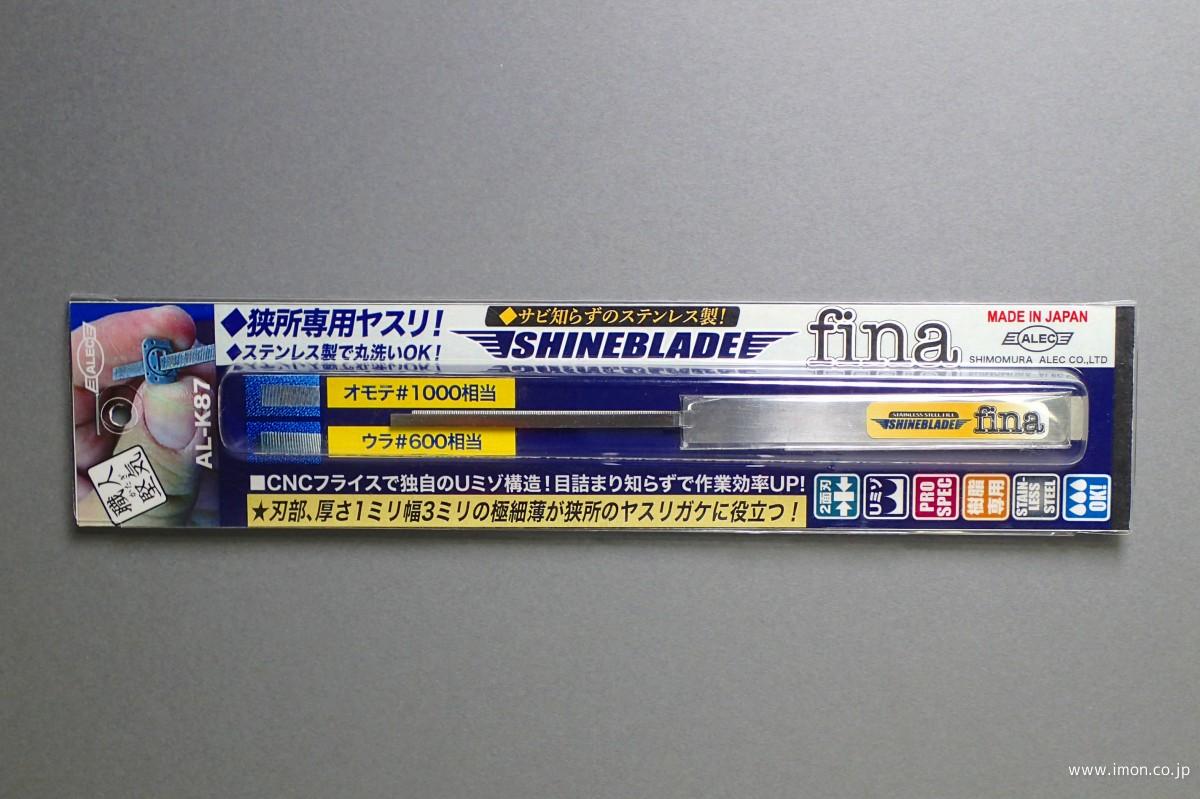 ALEC
AL-K87
職人
かたぎ
堅気
◆狭所専用ヤスリ!
◆ステンレス製で丸洗いOK!
◆サビ知らずのステンレス製!
SHINEBLADE
fina
MADE IN JAPAN
ALEC
SHIMOMURA ALEC CO.,LTD
オモテ#1000相当
ウラ#600相当
STAINLESS STEEL FILE
SHINEBLADE
fina
■CNCフライスで独自のUミゾ構造!目詰まり知らずで作業効率UP!
★刃部、厚さ1ミリ幅3ミリの極細薄が狭所のヤスリガケに役立つ!
2面刃
Uミゾ
PRO SPEC
樹脂専用
STAIN LESS STEEL
OK!
www.imon.co.jp